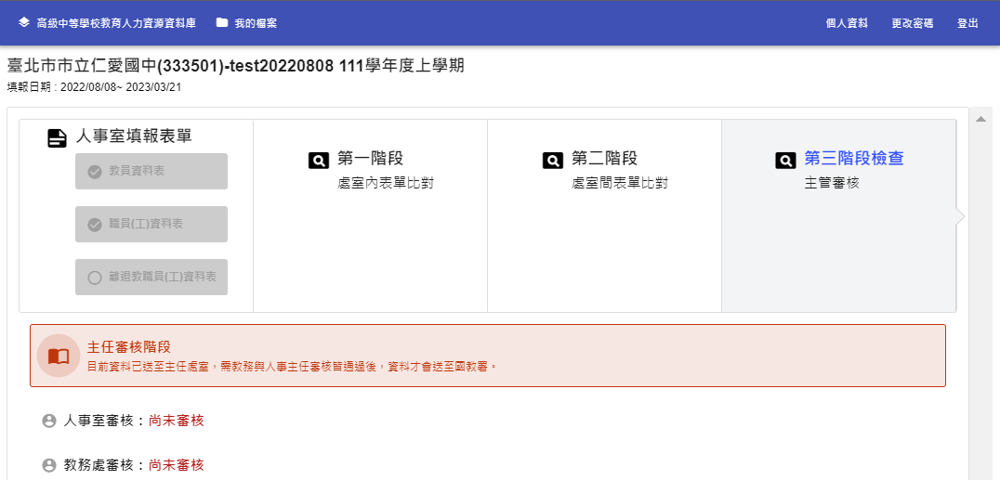 高級中等學校教育人力資源資料庫 我的檔案 個人資料 更改密碼 登出
臺北市市立仁愛國中(333501)-test20220808 111學年度上學期
填報日期 : 2022/08/08~ 2023/03/21
人事室填報表單
教員資料表
職員(工)資料表
離退教職員(工)資料表
第一階段
處室內表單比對
第二階段
處室間表單比對
第三階段檢查
主管審核
主任審核階段
目前資料已送至主任處室，需教務與人事主任審核皆通過後，資料才會送至國教署。
人事室審核：尚未審核
教務處審核：尚未審核